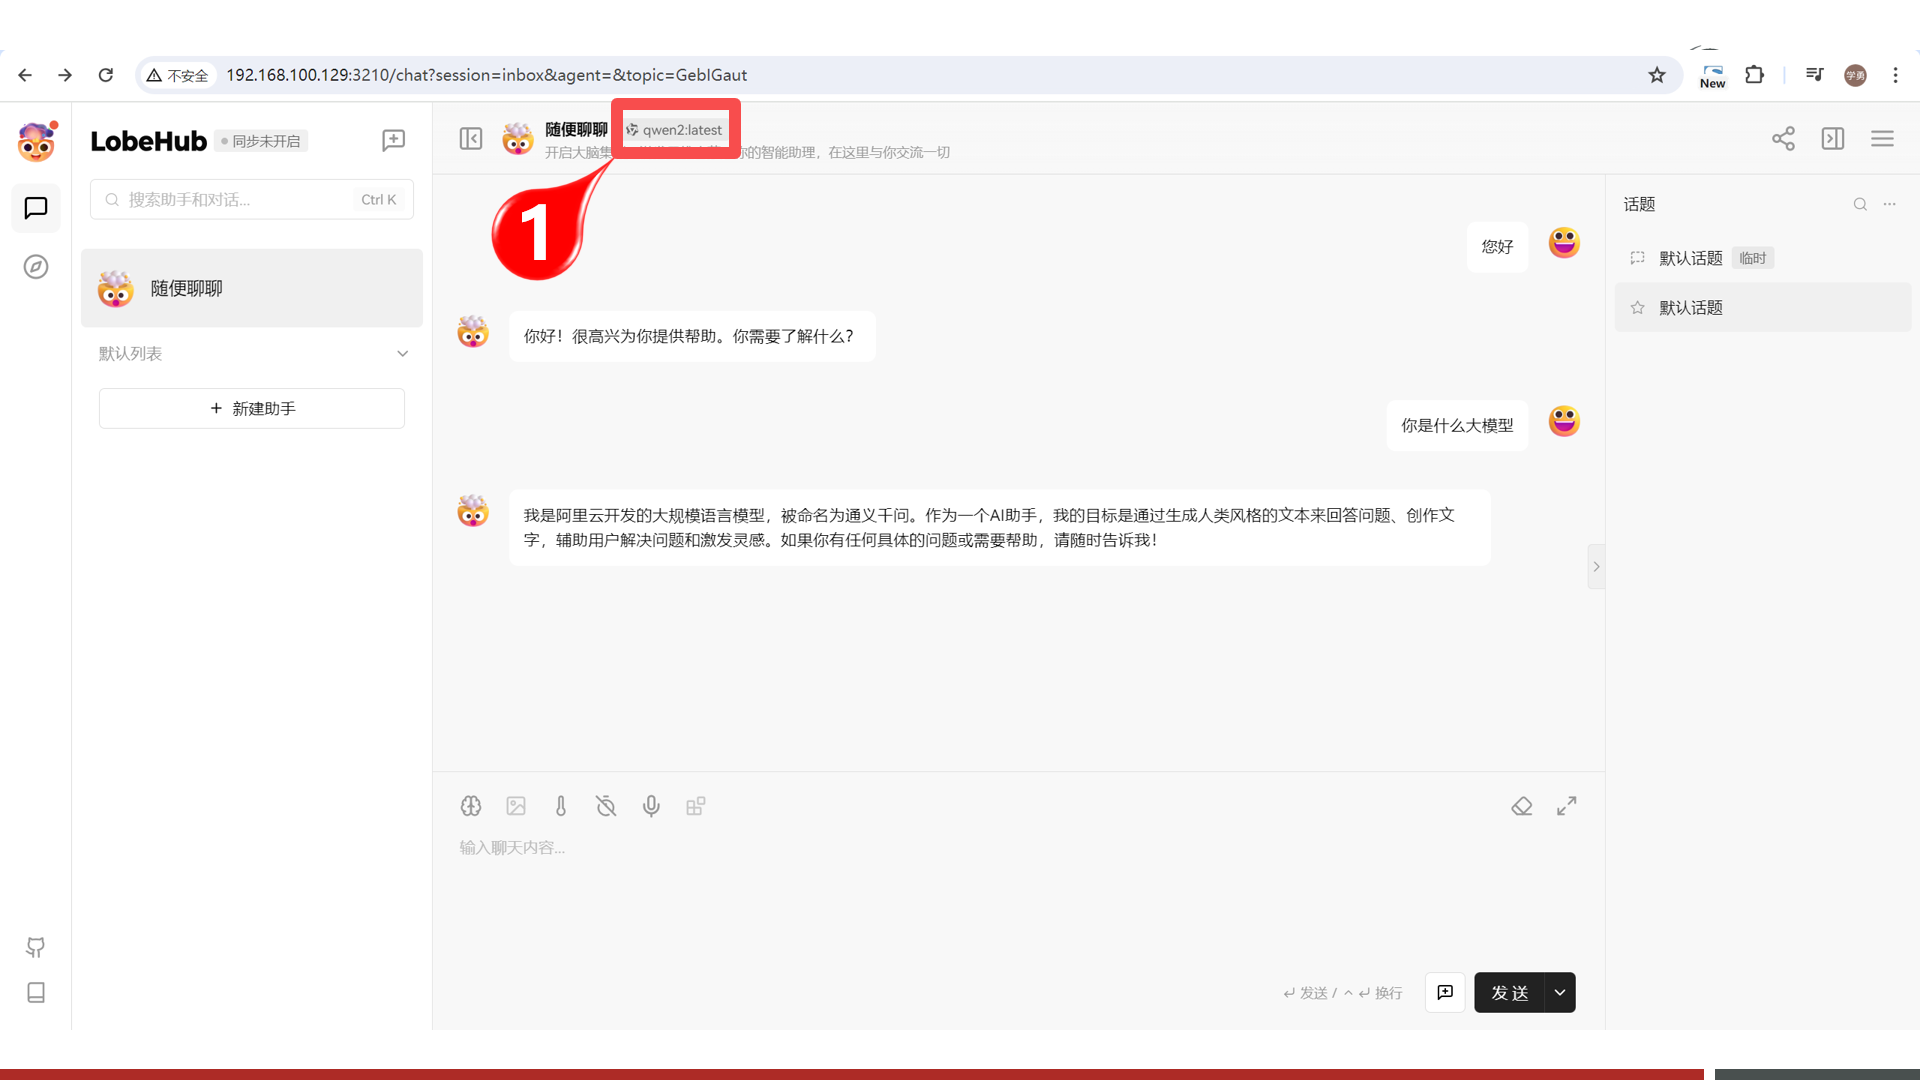 不安全
192.168.100.129:3210/chat?session=inbox&agent=&topic=GeblGaut
New
学勇
LobeHub
同步未开启
随便聊聊
qwen2:latest
开启大脑集
你的智能助理，在这里与你交流一切
搜索助手和对话...
Ctrl K
1
话题
您好
默认话题
临时
随便聊聊
默认话题
你好！很高兴为你提供帮助。你需要了解什么？
默认列表
新建助手
你是什么大模型
我是阿里云开发的大规模语言模型，被命名为通义千问。作为一个AI助手，我的目标是通过生成人类风格的文本来回答问题、创作文
字，辅助用户解决问题和激发灵感。如果你有任何具体的问题或需要帮助，请随时告诉我！
输入聊天内容...
↵ 发送 / ^ ↵ 换行
发 送